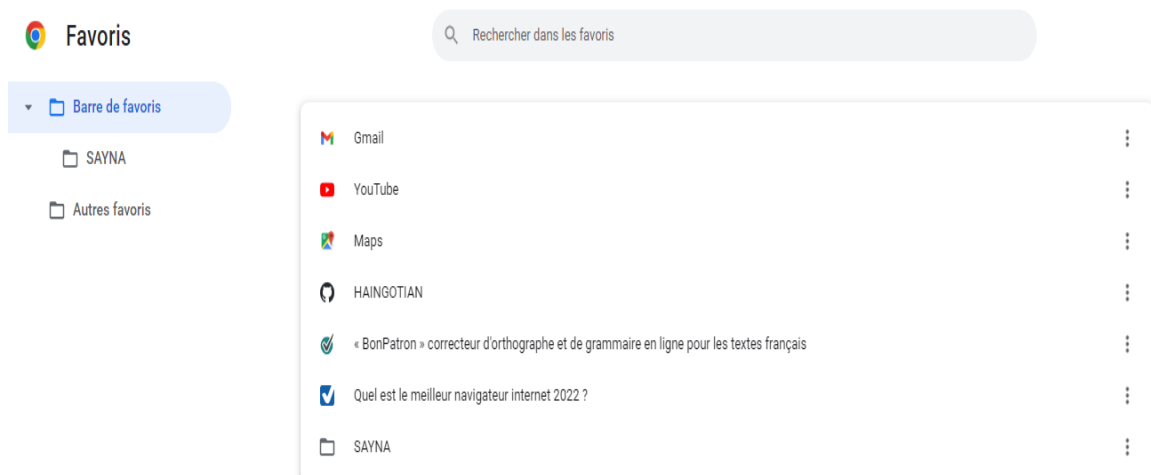 Favoris
Rechercher dans les favoris
Barre de favoris
SAYNA
Autres favoris
Gmail
YouTube
Maps
HAINGOTIAN
« BonPatron » correcteur d'orthographe et de grammaire en ligne pour les textes français
Quel est le meilleur navigateur internet 2022 ?
SAYNA